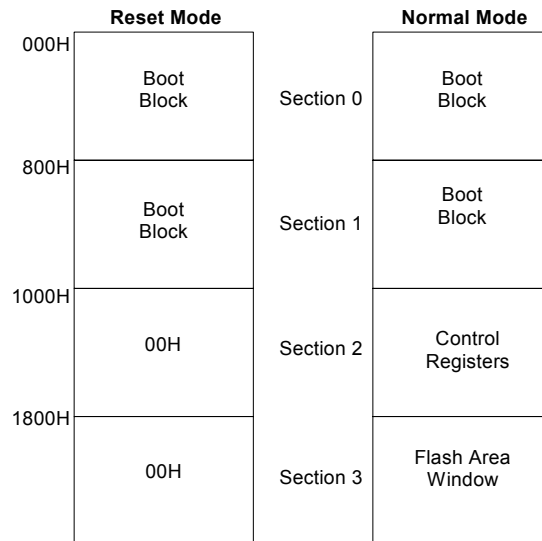 Reset Mode
Normal Mode
000H
Boot
Block
Section 0
Boot
Block
800H
Boot
Block
Section 1
Boot
Block
1000H
00H
Section 2
Control
Registers
1800H
00H
Section 3
Flash Area
Window